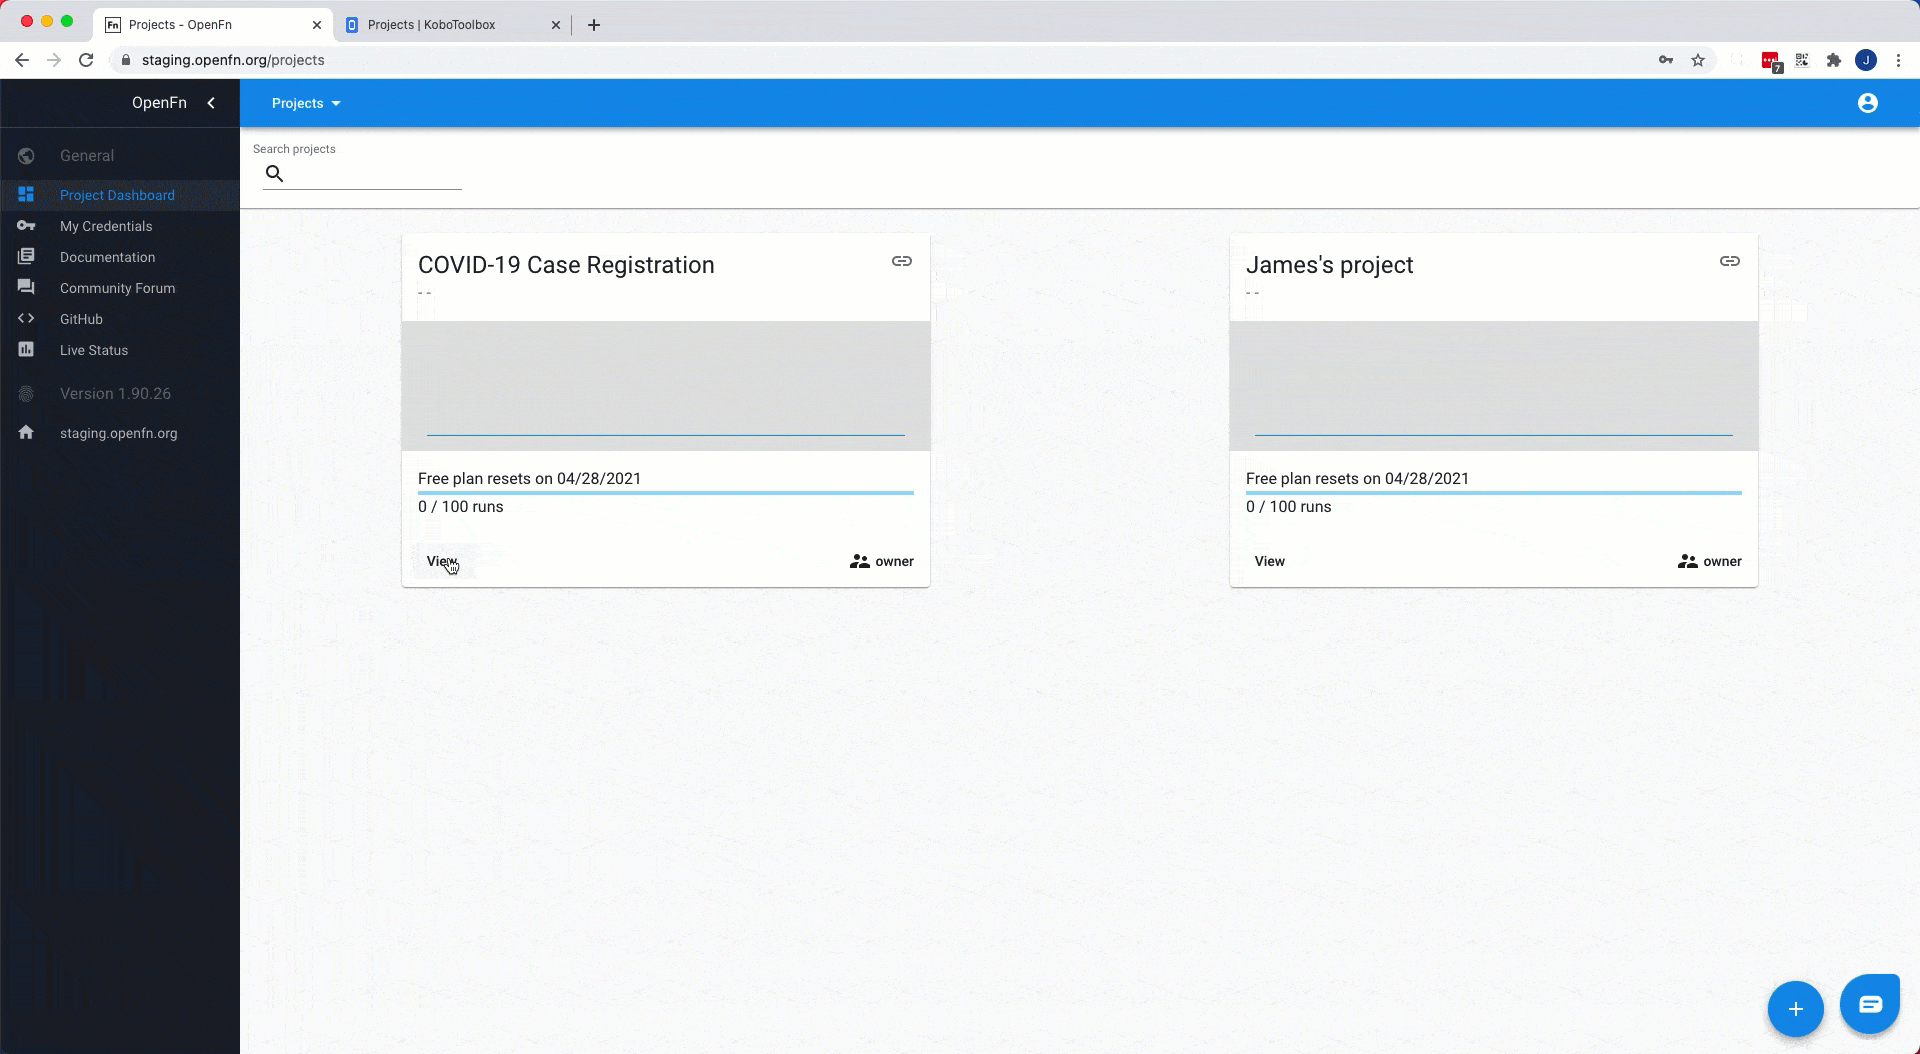 Fn Projects - OpenFn
Projects | KoboToolbox
staging.openfn.org/projects
7
J
OpenFn
Projects
General
Project Dashboard
My Credentials
Documentation
Community Forum
GitHub
Live Status
Version 1.90.26
staging.openfn.org
Search projects
COVID-19 Case Registration
--
Free plan resets on 04/28/2021
0 / 100 runs
View
owner
James's project
--
Free plan resets on 04/28/2021
0 / 100 runs
View
owner